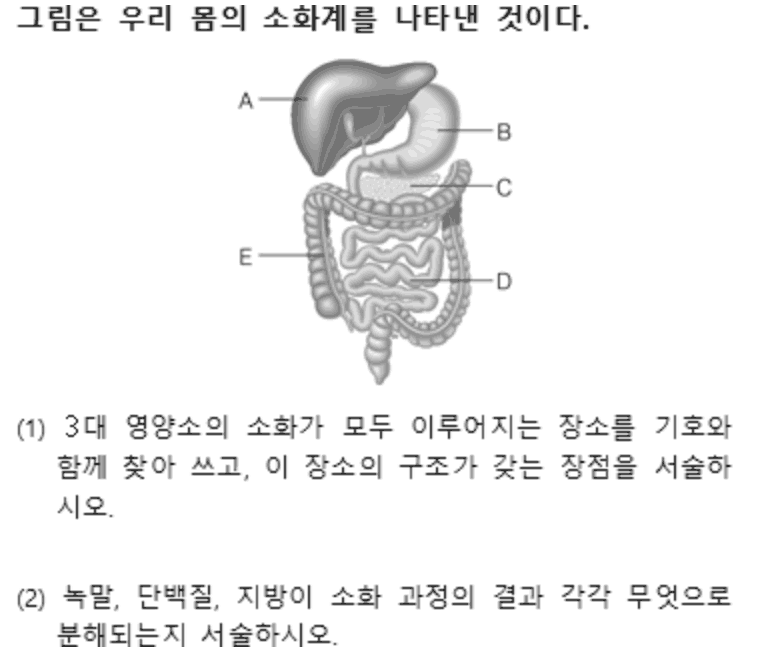 그림은 우리 몸의 소화계를 나타낸 것이다.
A
B
C
E
D
(1) 3대 영양소의 소화가 모두 이루어지는 장소를 기호와
함께 찾아 쓰고, 이 장소의 구조가 갖는 장점을 서술하
시오.
(2) 녹말, 단백질, 지방이 소화 과정의 결과 각각 무엇으로
분해되는지 서술하시오.